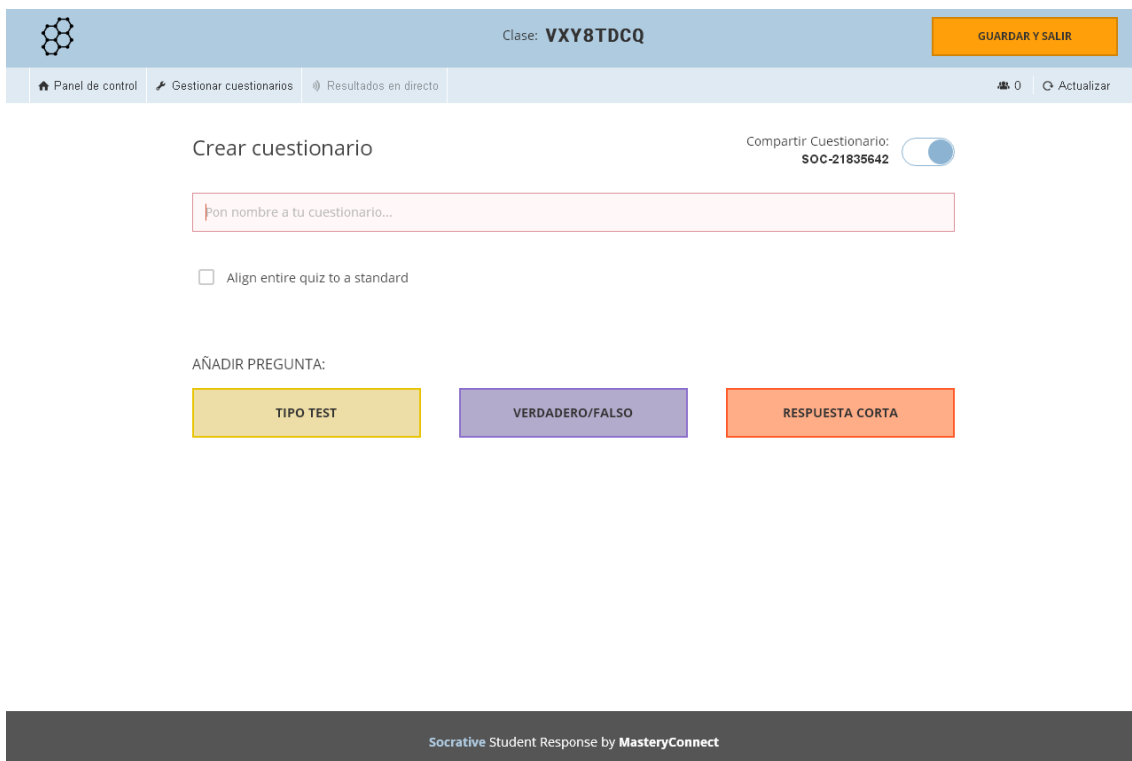 Clase: VXY8TDCQ
GUARDAR Y SALIR
Panel de control
Gestionar cuestionarios
Resultados en directo
0
Actualizar
Crear cuestionario
Compartir Cuestionario:
SOC-21835642
Pon nombre a tu cuestionario...
Align entire quiz to a standard
AÑADIR PREGUNTA:
TIPO TEST
VERDADERO/FALSO
RESPUESTA CORTA
Socrative Student Response by MasteryConnect